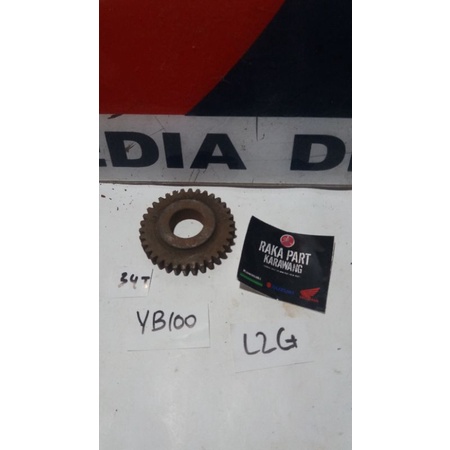 EDIA D
RAKA PART
KARAWANG
34T
YB100
L2G